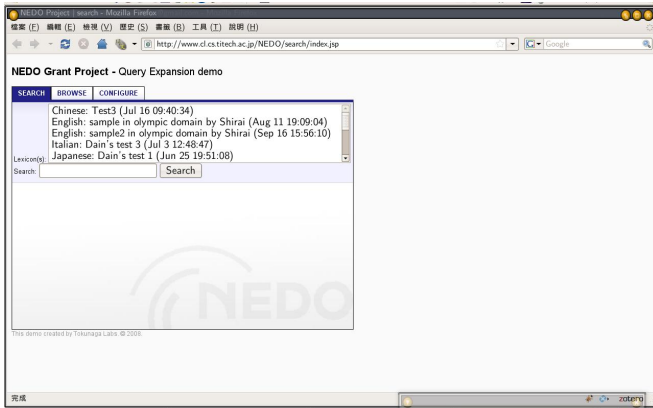 NEDO Project | search - Mozilla Firefox
檔案 (F) 編輯 (E) 檢視 (V) 歷史 (S) 書籤 (B) 工具 (T) 說明 (H)
http://www.cl.cs.titech.ac.jp/NEDO/search/index.jsp
Google
NEDO Grant Project - Query Expansion demo
SEARCH BROWSE CONFIGURE
Chinese: Test3 (Jul 16 09:40:34)
English: sample in olympic domain by Shirai (Aug 11 19:09:04)
English: sample2 in olympic domain by Shirai (Sep 16 15:56:10)
Italian: Dain's test 3 (Jul 3 12:48:47)
Lexicon(s): Japanese: Dain's test 1 (Jun 25 19:51:08)
Search: Search
NEDO
This demo created by Tokunaga Labs. © 2008.
完成
zotero